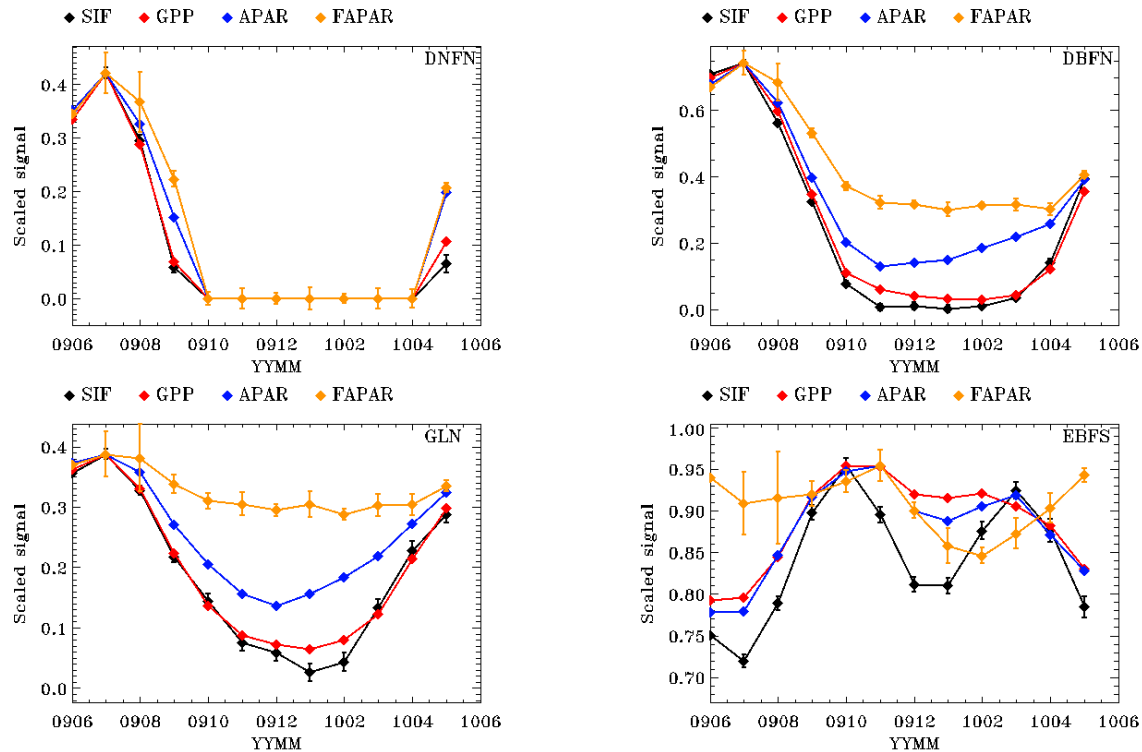 SIF GPP APAR FAPAR
DNFN
Scaled signal
0.4
0.3
0.2
0.1
0.0
0906 0908 0910 0912 1002 1004 1006
YYMM
SIF GPP APAR FAPAR
DBFN
Scaled signal
0.6
0.4
0.2
0.0
0906 0908 0910 0912 1002 1004 1006
YYMM
SIF GPP APAR FAPAR
GLN
Scaled signal
0.4
0.3
0.2
0.1
0.0
0906 0908 0910 0912 1002 1004 1006
YYMM
SIF GPP APAR FAPAR
EBFS
Scaled signal
1.00
0.95
0.90
0.85
0.80
0.75
0.70
0906 0908 0910 0912 1002 1004 1006
YYMM